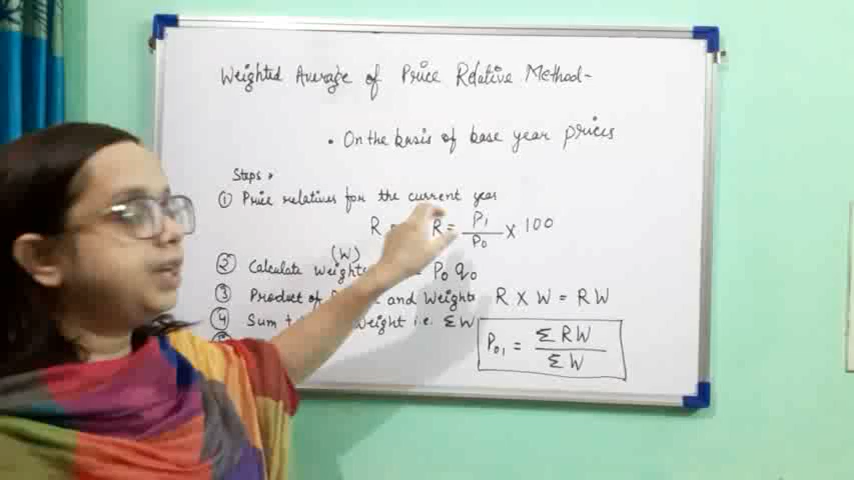 Weighted Average of Price Relative Method-
• On the basis of base year prices
Steps:
① Price relatives for the current year
R = R = P₁/P₀ × 100
(W)
② Calculate Weights = P₀ q₀
③ Product of and Weights R × W = RW
④ Sum Weight i.e. ΣW
P₀₁ = ΣRW/ΣW